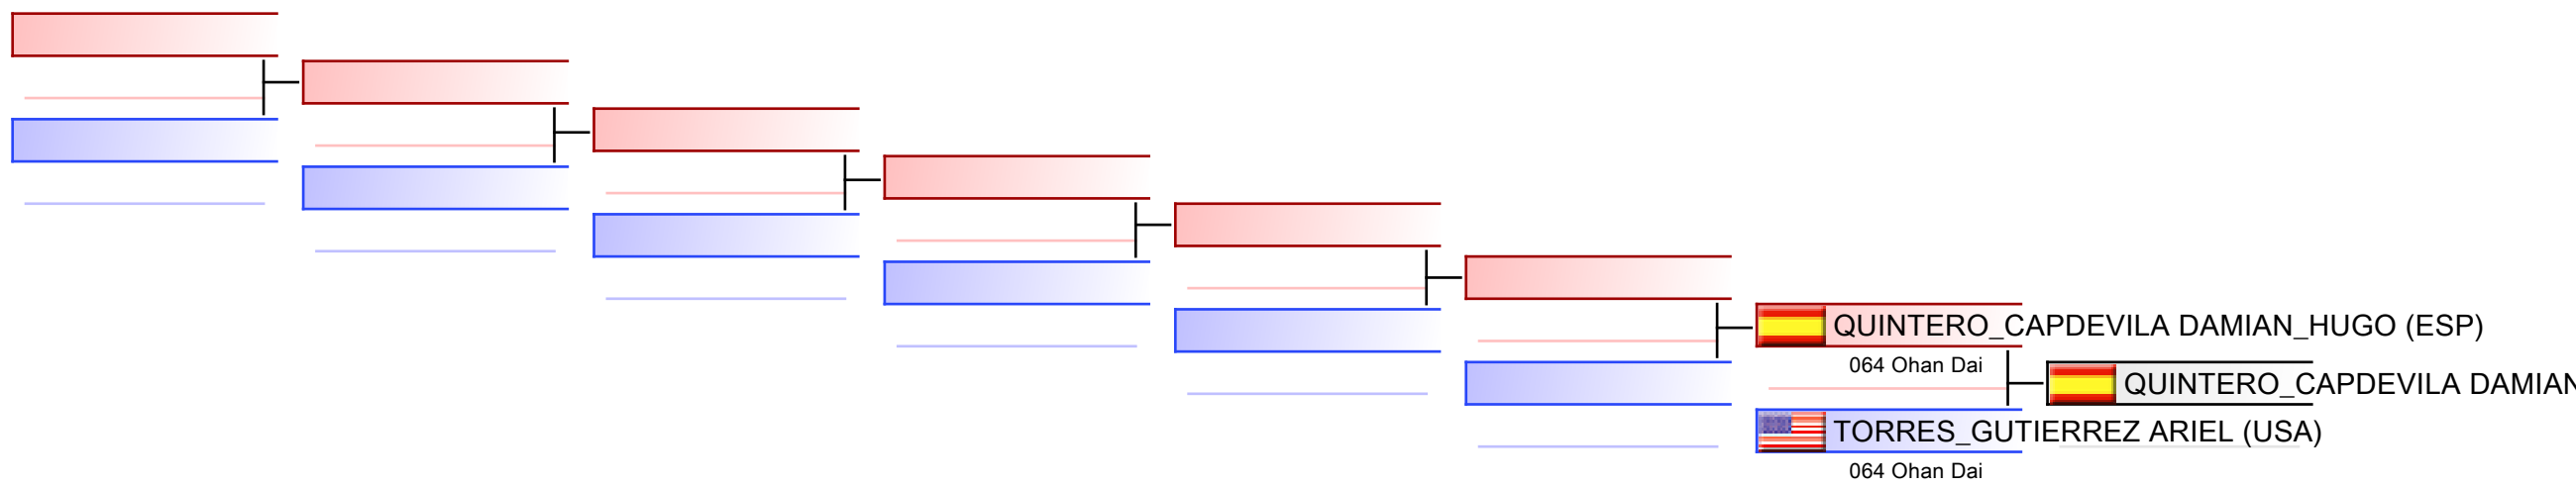 QUINTERO_CAPDEVILA DAMIAN_HUGO (ESP)
064 Ohan Dai
QUINTERO_CAPDEVILA DAMIAN
TORRES_GUTIERREZ ARIEL (USA)
064 Ohan Dai